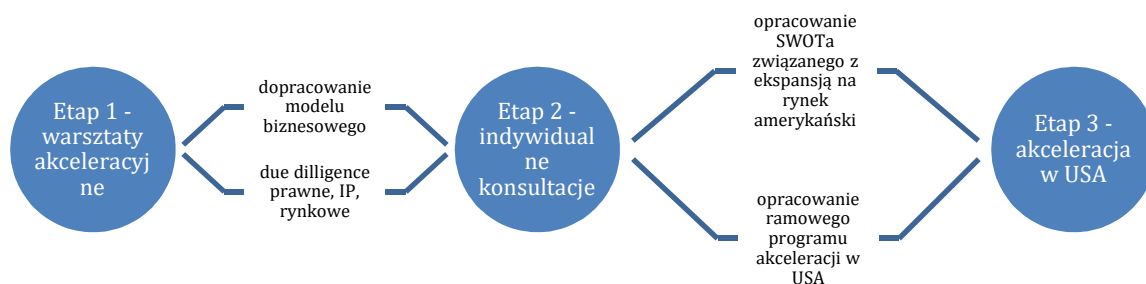 Etap 1 -
warsztaty
akceleracyj
ne
dopracowanie
modelu
biznesowego
due dilligence
prawne, IP,
rynkowe
Etap 2 -
indywidual
ne
konsultacje
opracowanie
SWOTa
związanego z
ekspansją na
rynek
amerykański
opracowanie
ramowego
programu
akceleracji w
USA
Etap 3 -
akceleracja
w USA